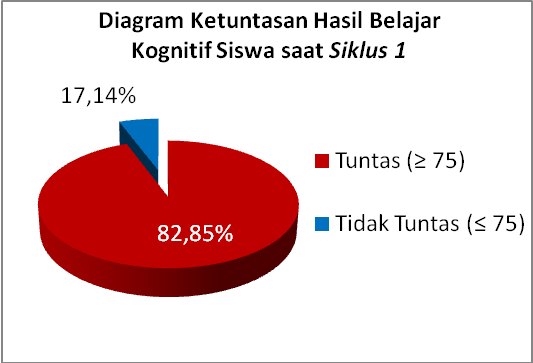 Diagram Ketuntasan Hasil Belajar
Kognitif Siswa saat Siklus 1
17,14%
82,85%
Tuntas (≥ 75)
Tidak Tuntas (≤ 75)